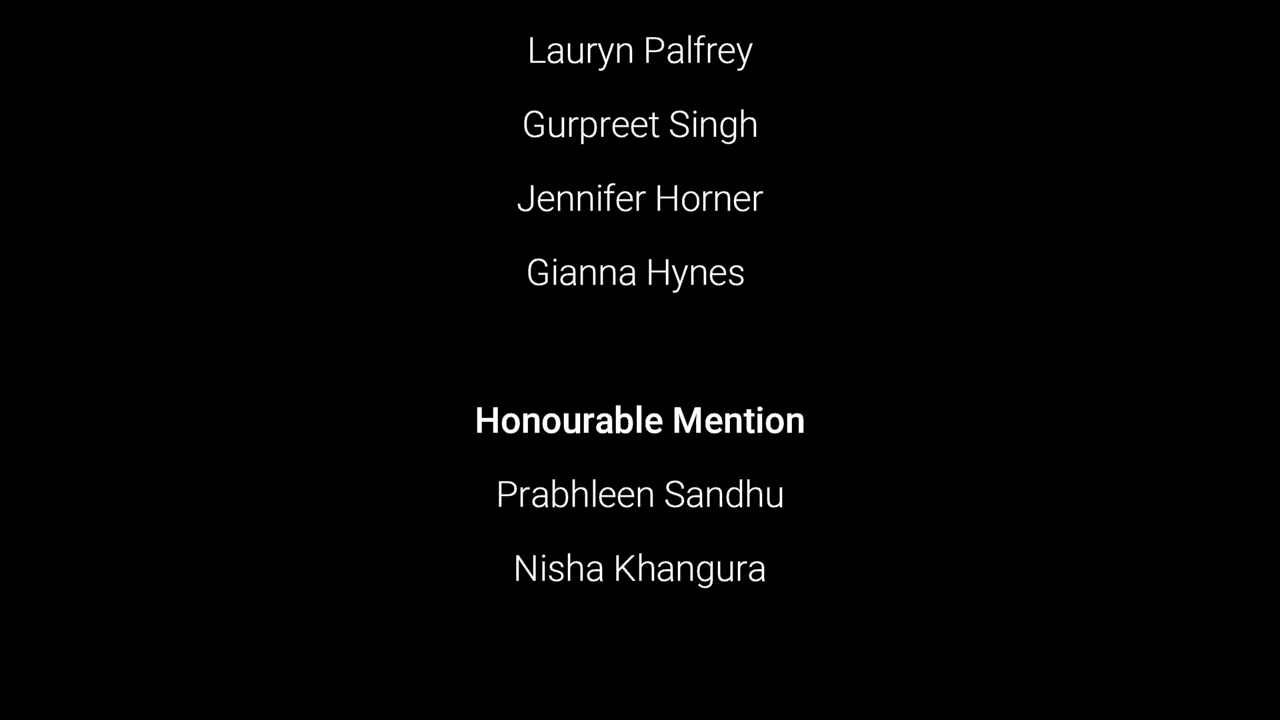 Lauryn Palfrey
Gurpreet Singh
Jennifer Horner
Gianna Hynes
Honourable Mention
Prabhleen Sandhu
Nisha Khangura